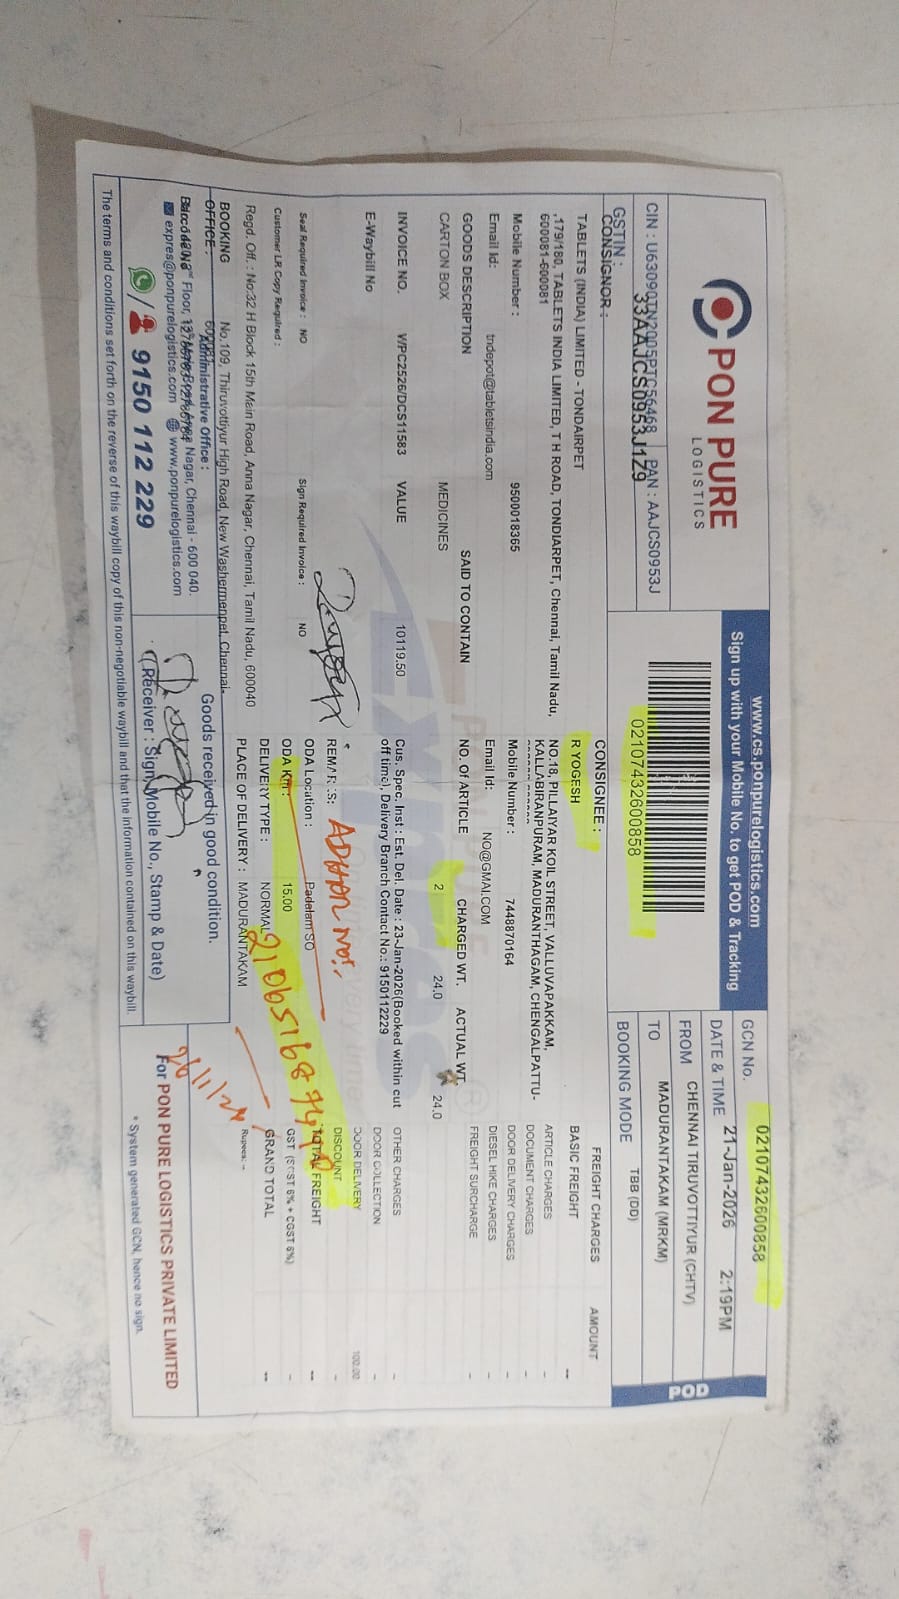 PON PURE
LOGISTICS
CIN : U63090TN2005PTC56468 PAN : AAJCS0953J
GSTIN : 33AAJCS0953J1Z9
www.cs.ponpurelogistics.com
Sign up with your Mobile No. to get POD & Tracking
02107432600858
POD
GCN No. 02107432600858
DATE & TIME 21-Jan-2026 2:19PM
FROM CHENNAI TIRUVOTTIYUR (CHTV)
TO MADURANTAKAM (MRKM)
BOOKING MODE TBB (DD)
CONSIGNOR :
TABLETS (INDIA) LIMITED - TONDAIRPET
,179/180, TABLETS INDIA LIMITED, T H ROAD, TONDIARPET, Chennai, Tamil Nadu,
600081-600081
Mobile Number : 9500018365
Email Id: tndepot@tabletsindia.com
CONSIGNEE :
R YOGESH
NO.18, PILLAIYAR KOIL STREET, VALLUVAPAKKAM,
KALLABIRANPURAM, MADURANTHAGAM, CHENGALPATTU-
Mobile Number : 7448870164
Email Id: NO@GMAI.COM
GOODS DESCRIPTION SAID TO CONTAIN NO. Of ARTICLE CHARGED WT. ACTUAL WT.
CARTON BOX MEDICINES 2 24.0 24.0
INVOICE NO. V/PC2526/DCS11583 VALUE 10119.50
E-Waybill No
Cus. Spec. Inst : Est. Del. Date : 23-Jan-2026(Booked within cut
off time), Delivery Branch Contact No.: 9150112229
REMARKS:
ADHAR NO:-
Seal Required Invoice : NO Sign Required Invoice : NO
ODA Location : Padalam SO
Customer LR Copy Required :
ODA KM : 15.00
DELIVERY TYPE : NORMAL
PLACE OF DELIVERY : MADURANTAKAM
FREIGHT CHARGES AMOUNT
BASIC FREIGHT --
ARTICLE CHARGES -
DOCUMENT CHARGES -
DOOR DELIVERY CHARGES -
DIESEL HIKE CHARGES -
FREIGHT SURCHARGE -
OTHER CHARGES -
DOOR COLLECTION -
DOOR DELIVERY 100.00
DISCOUNT -
TOTAL FREIGHT --
GST (SGST 6% + CGST 6%) -
GRAND TOTAL --
Rupees: -
Regd. Off. : No:32 H Block 15th Main Road, Anna Nagar, Chennai, Tamil Nadu, 600040
BOOKING OFFICE : No.109, Thiruvottiyur High Road, New Washermenpet, Chennai-
Administrative Office :
Nagar, Chennai - 600 040.
expres@ponpurelogistics.com www.ponpurelogistics.com
9150 112 229
Goods received in good condition.
(Receiver : Sign, Mobile No., Stamp & Date)
For PON PURE LOGISTICS PRIVATE LIMITED
* System generated GCN, hence no sign.
The terms and conditions set forth on the reverse of this waybill copy of this non-negotiable waybill and that the information contained on this waybill.